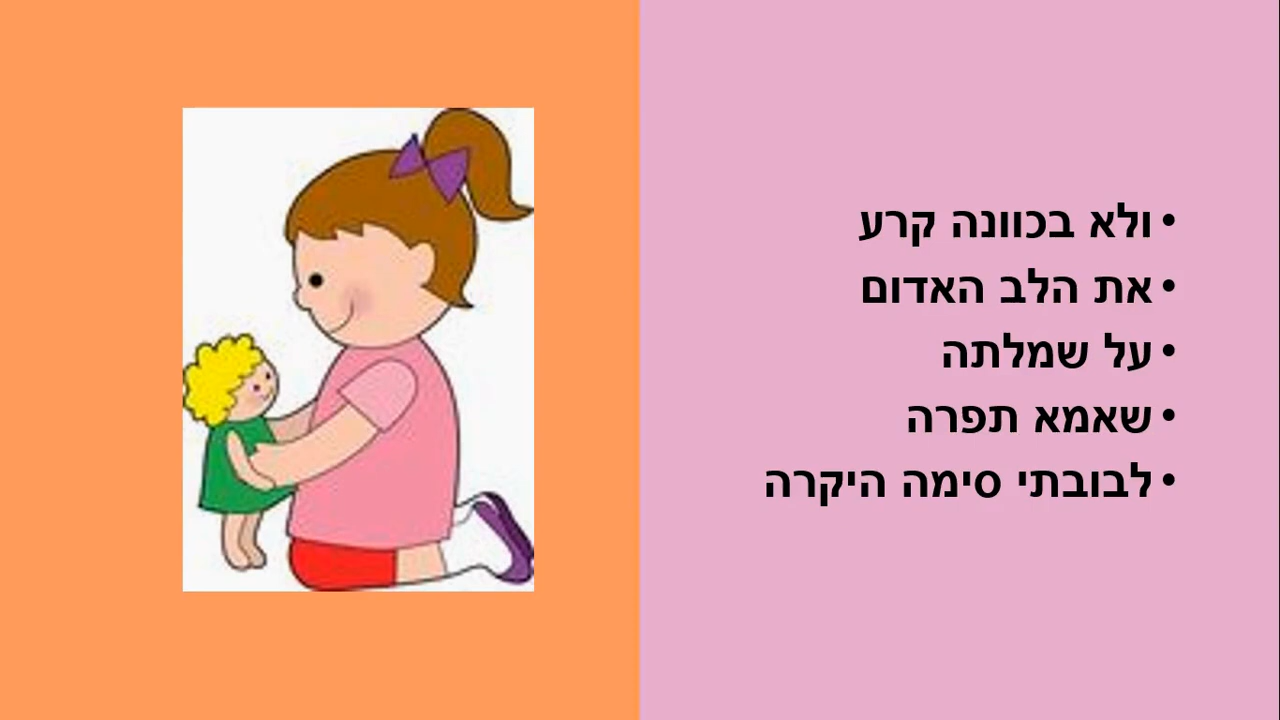 • ולא בכוונה קרע
• את הלב האדום
• על שמלתה
• שאמא תפרה
• לבובתי סימה היקרה